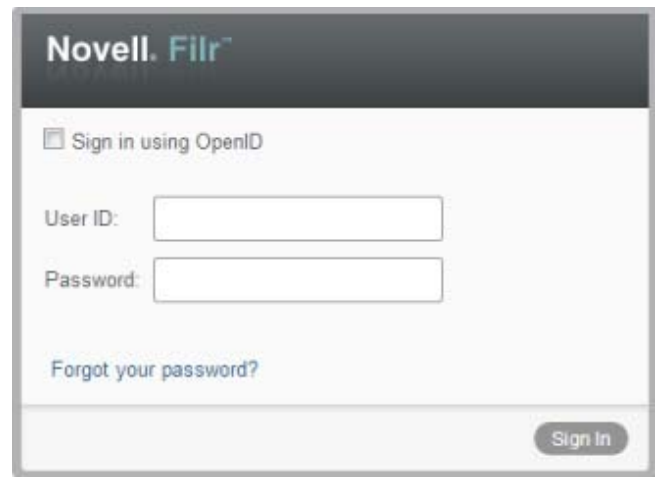 Novell. Filr™
Sign in using OpenID
User ID:
Password:
Forgot your password?
Sign In